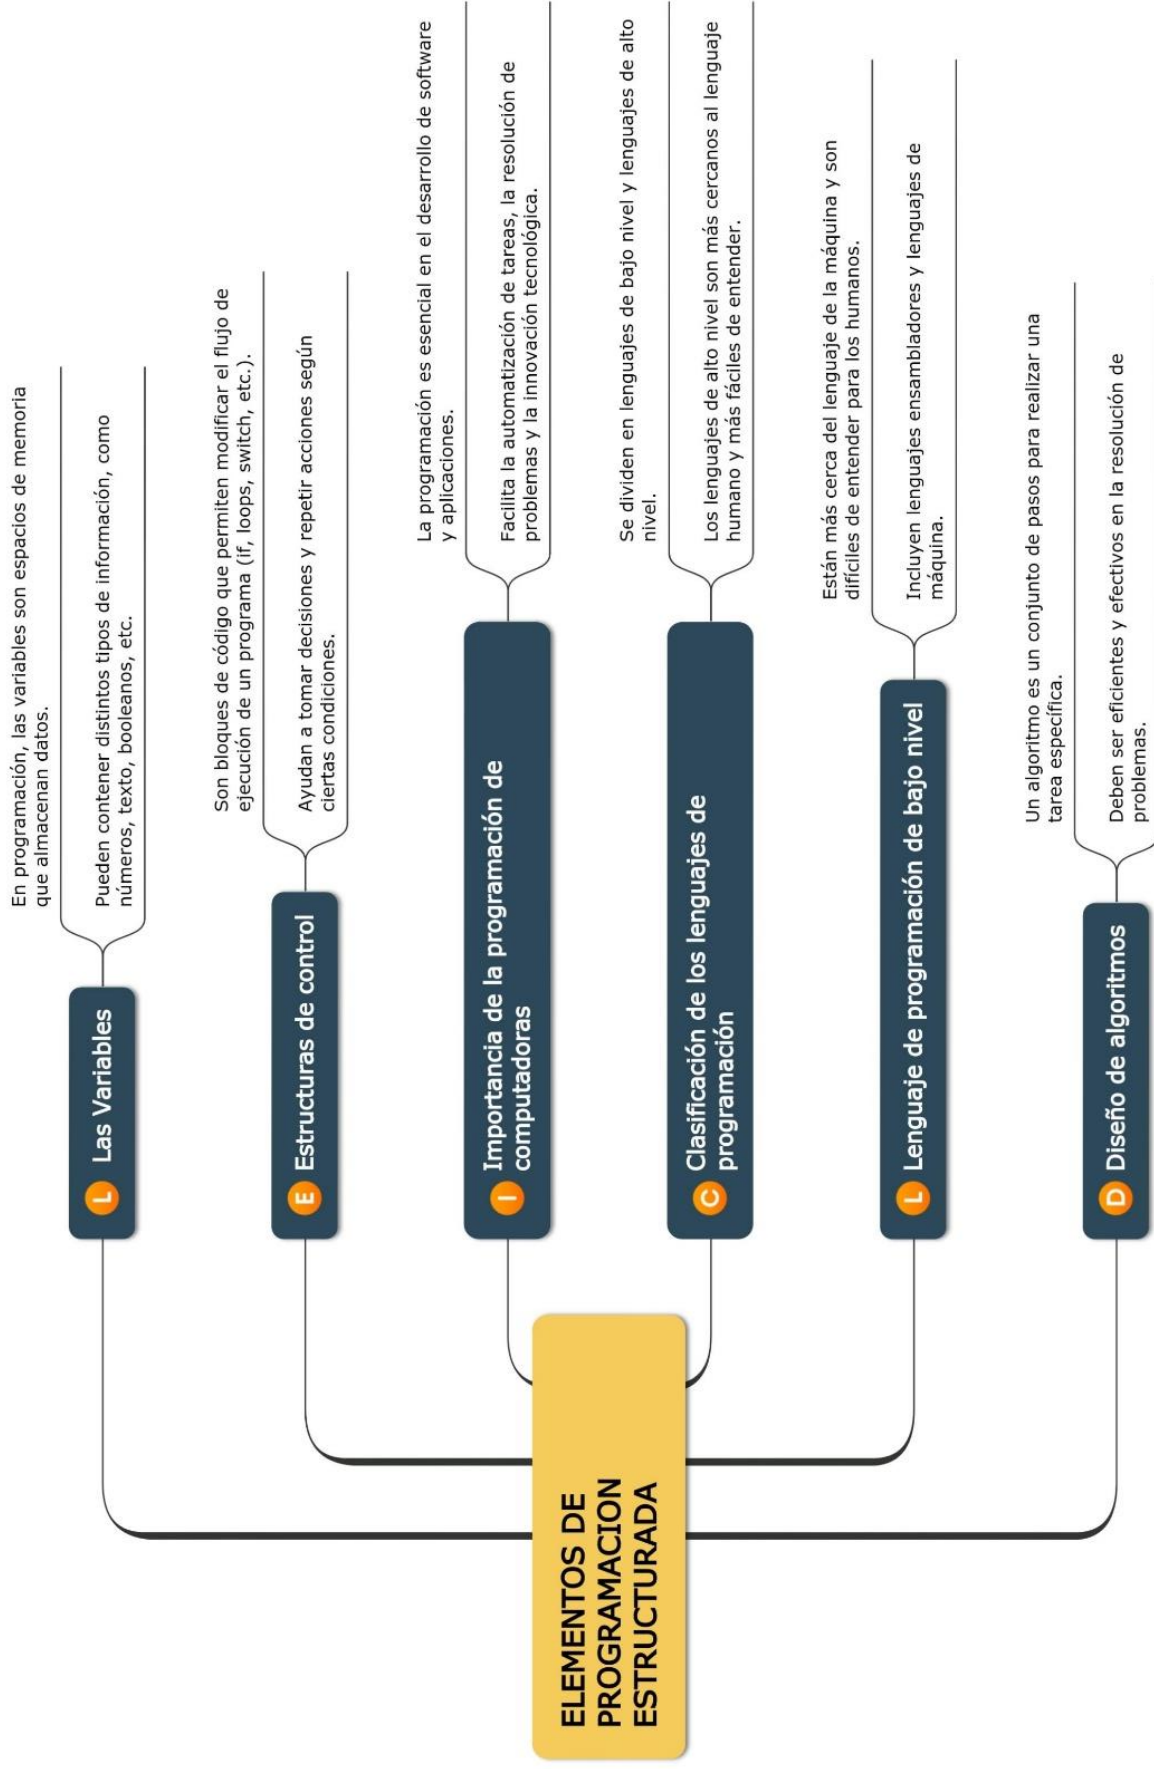 ELEMENTOS DE
PROGRAMACION
ESTRUCTURADA
L Las Variables
En programación, las variables son espacios de memoria
que almacenan datos.
Pueden contener distintos tipos de información, como
números, texto, booleanos, etc.
E Estructuras de control
Son bloques de código que permiten modificar el flujo de
ejecución de un programa (if, loops, switch, etc.).
Ayudan a tomar decisiones y repetir acciones según
ciertas condiciones.
I Importancia de la programación de
computadoras
La programación es esencial en el desarrollo de software
y aplicaciones.
Facilita la automatización de tareas, la resolución de
problemas y la innovación tecnológica.
C Clasificación de los lenguajes de
programación
Se dividen en lenguajes de bajo nivel y lenguajes de alto
nivel.
Los lenguajes de alto nivel son más cercanos al lenguaje
humano y más fáciles de entender.
L Lenguaje de programación de bajo nivel
Están más cerca del lenguaje de la máquina y son
difíciles de entender para los humanos.
Incluyen lenguajes ensambladores y lenguajes de
máquina.
D Diseño de algoritmos
Un algoritmo es un conjunto de pasos para realizar una
tarea específica.
Deben ser eficientes y efectivos en la resolución de
problemas.